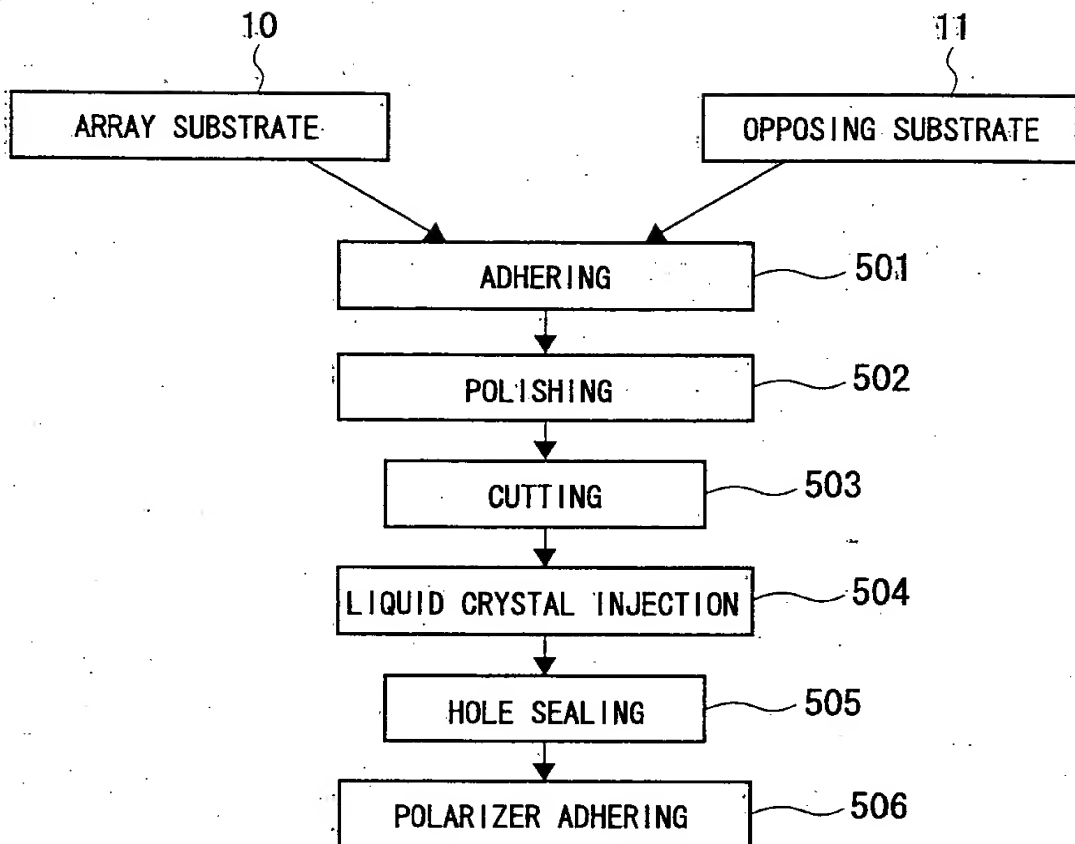 10
11
ARRAY SUBSTRATE
OPPOSING SUBSTRATE
ADHERING
501
POLISHING
502
CUTTING
503
LIQUID CRYSTAL INJECTION
504
HOLE SEALING
505
POLARIZER ADHERING
506